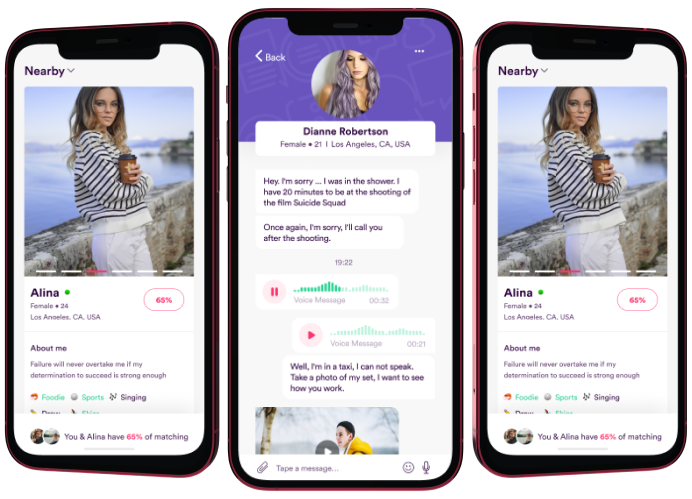 Nearby
Alina
65%
Female • 24
Los Angeles, CA, USA
About me
Failure will never overtake me if my
determination to succeed is strong enough
Foodie Sports Singing
You & Alina have 65% of matching
Back
Dianne Robertson
Female • 21 I Los Angeles, CA, USA
Hey. I'm sorry ... I was in the shower. I
have 20 minutes to be at the shooting of
the film Suicide Squad
Once again, I'm sorry, I'll call you
after the shooting.
19:22
Voice Message 00:32
Voice Message 00:21
Well, I'm in a taxi, I can not speak.
Take a photo of my set, I want to see
how you work.
Tape a message...
Nearby
Alina
65%
Female • 24
Los Angeles, CA, USA
About me
Failure will never overtake me if my
determination to succeed is strong enough
Foodie Sports Singing
You & Alina have 65% of matching